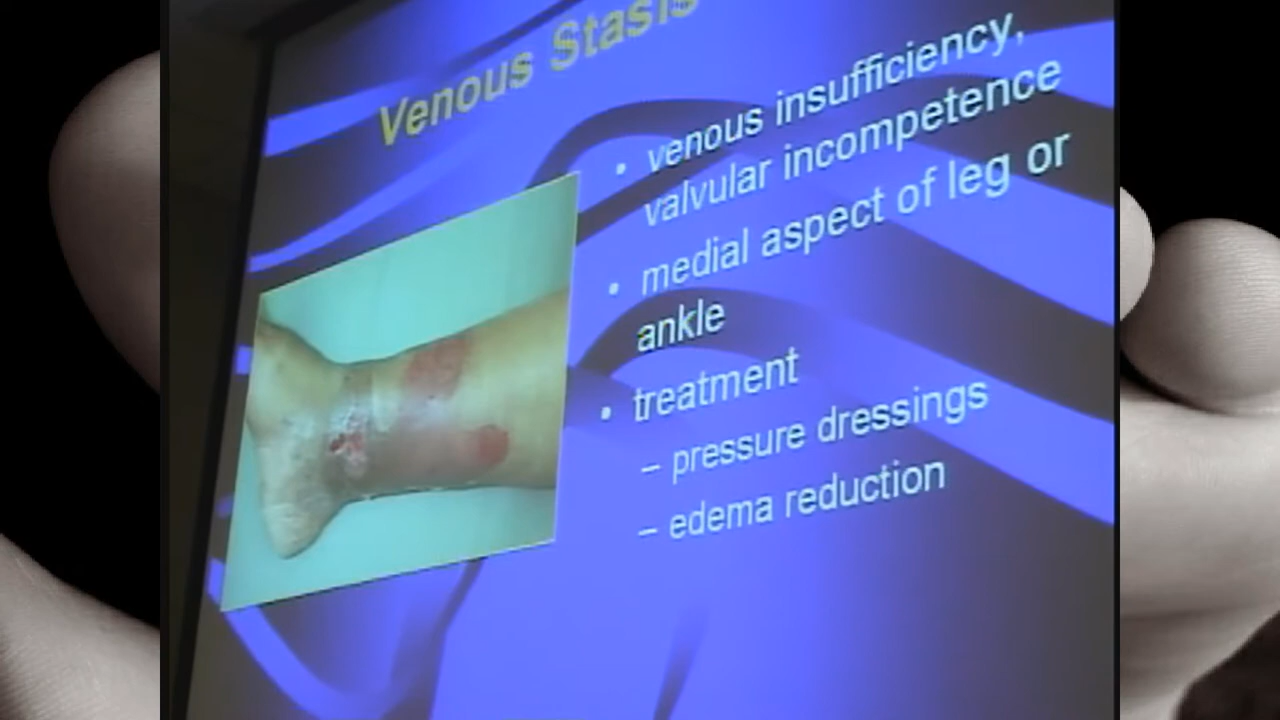 Venous Stasis
• venous insufficiency,
valvular incompetence
• medial aspect of leg or
ankle
• treatment
– pressure dressings
– edema reduction